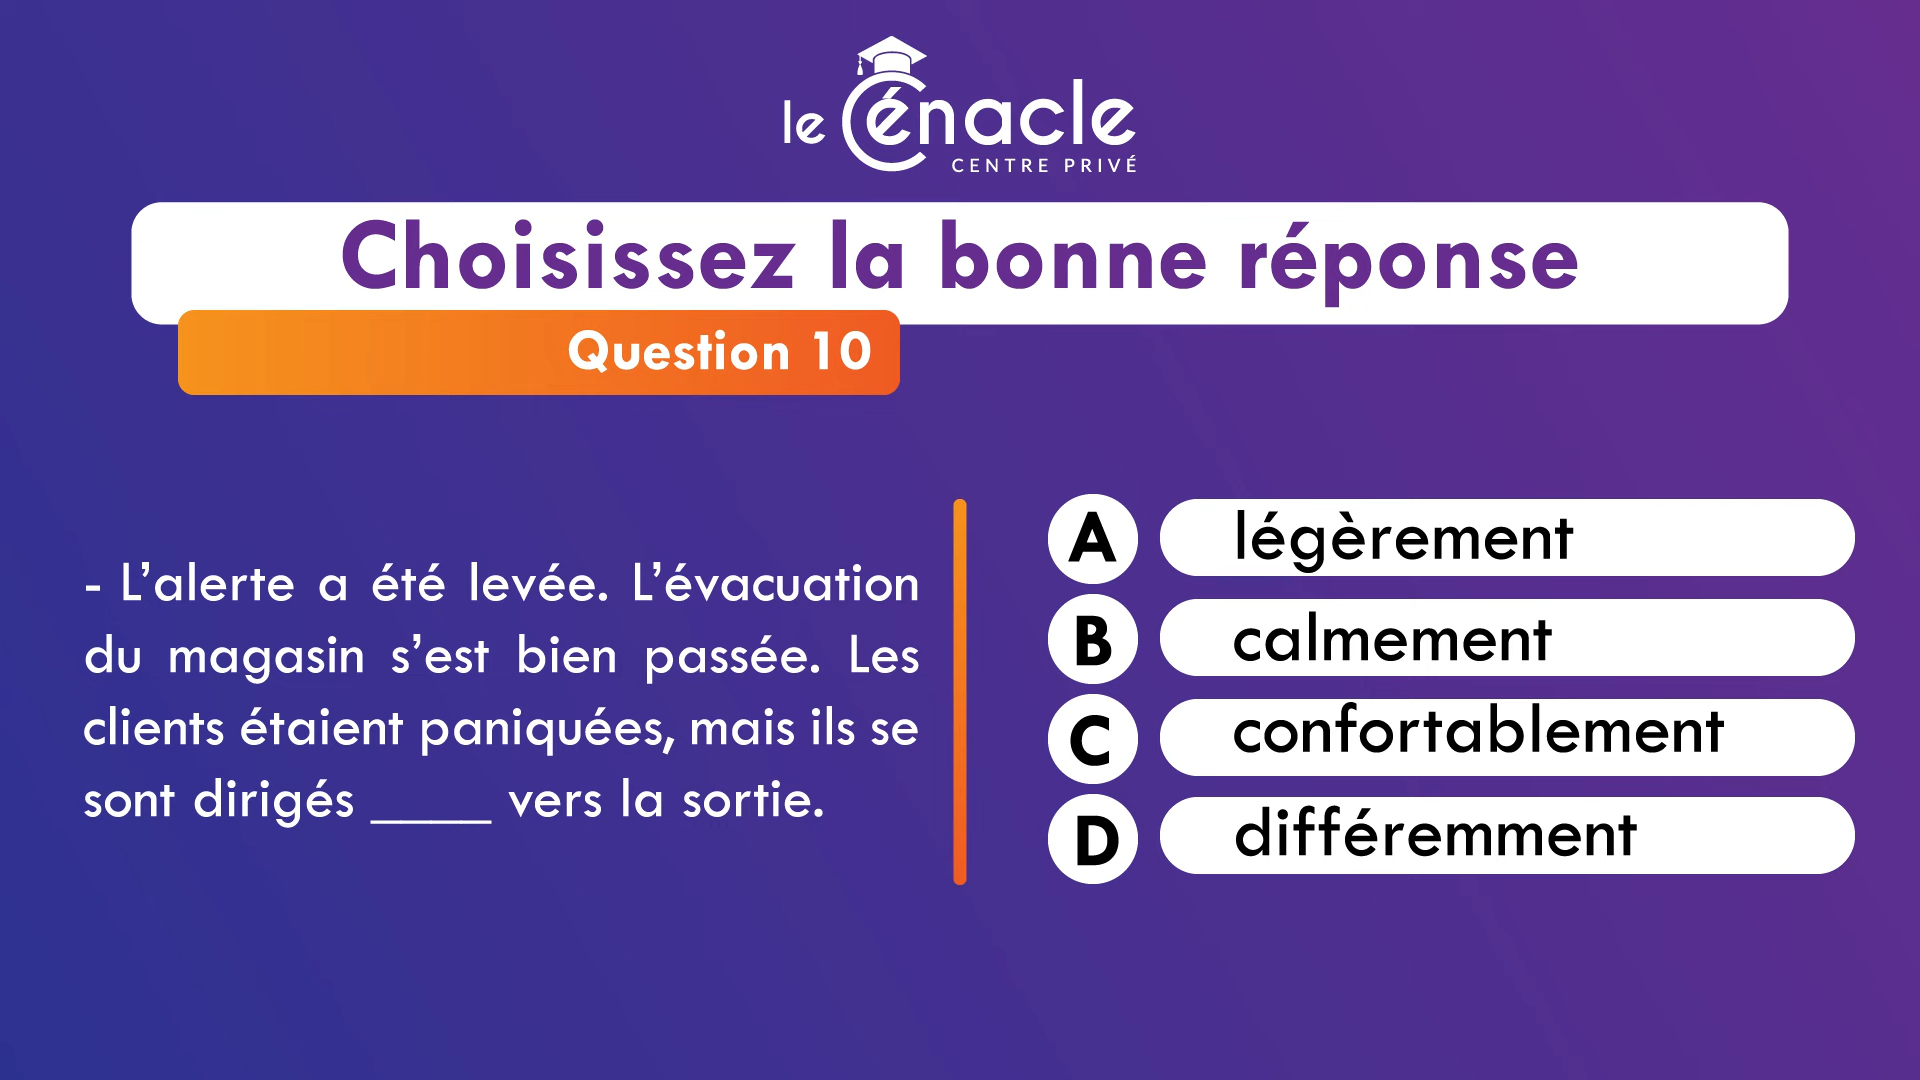 le Cénacle
CENTRE PRIVÉ
Choisissez la bonne réponse
Question 10
- L’alerte a été levée. L’évacuation
du magasin s’est bien passée. Les
clients étaient paniquées, mais ils se
sont dirigés ____ vers la sortie.
A légèrement
B calmement
C confortablement
D différemment